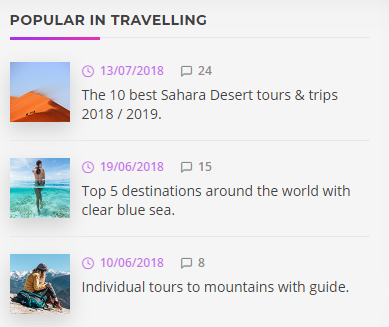 POPULAR IN TRAVELLING
13/07/2018 24
The 10 best Sahara Desert tours & trips
2018 / 2019.
19/06/2018 15
Top 5 destinations around the world with
clear blue sea.
10/06/2018 8
Individual tours to mountains with guide.